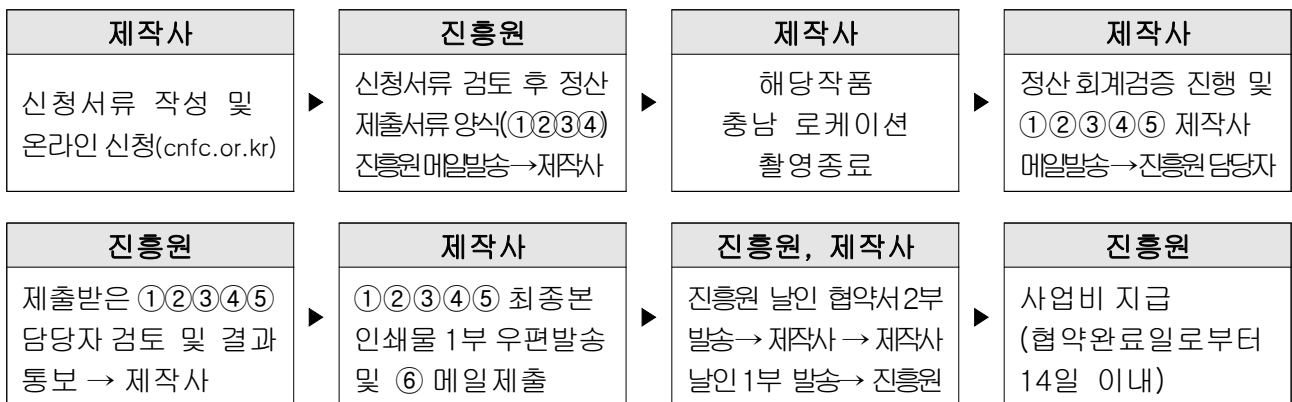 제작사
신청서류 작성 및
온라인 신청(cnfc.or.kr)
▶
진흥원
신청서류 검토 후 정산
제출서류 양식(①②③④)
진흥원 메일발송→제작사
▶
제작사
해당작품
충남 로케이션
촬영종료
▶
제작사
정산 회계검증 진행 및
①②③④⑤ 제작사
메일발송→진흥원 담당자
진흥원
제출받은 ①②③④⑤
담당자 검토 및 결과
통보 → 제작사
▶
제작사
①②③④⑤ 최종본
인쇄물 1부 우편발송
및 ⑥ 메일제출
▶
진흥원, 제작사
진흥원 날인 협약서 2부
발송→ 제작사 → 제작사
날인 1부 발송→ 진흥원
▶
진흥원
사업비 지급
(협약완료일로부터
14일 이내)